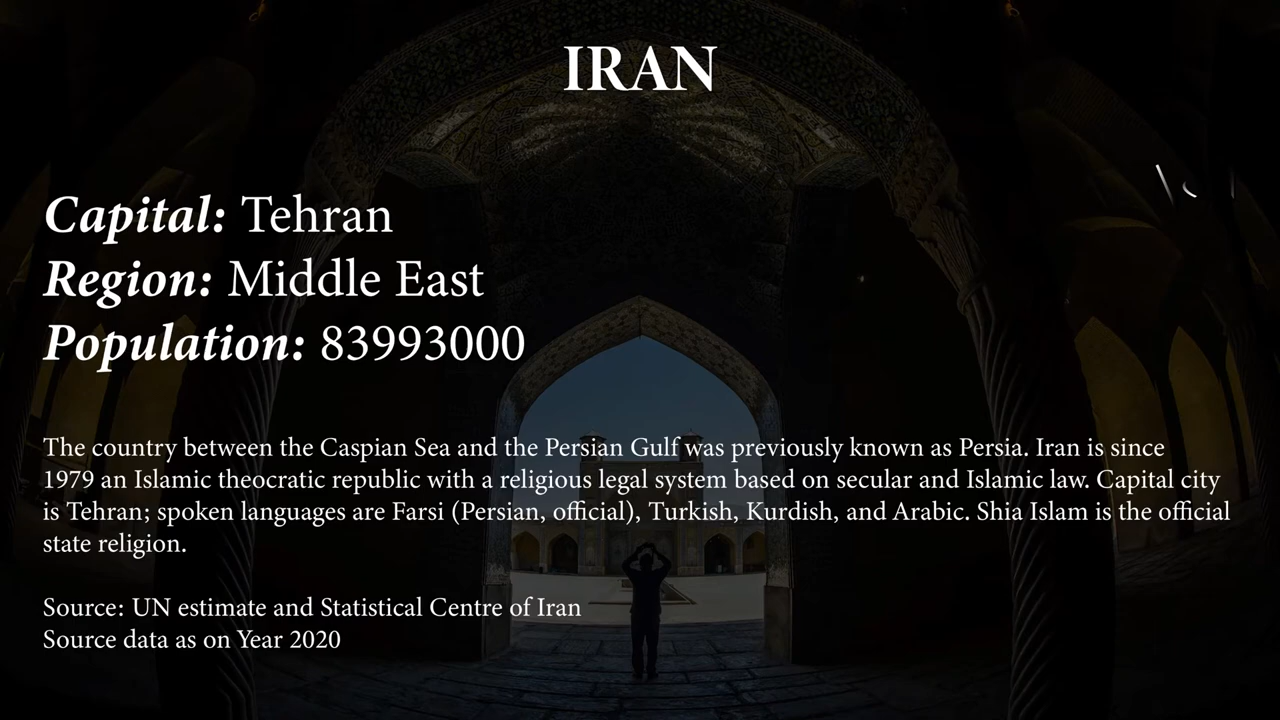 IRAN
Capital: Tehran
Region: Middle East
Population: 83993000
The country between the Caspian Sea and the Persian Gulf was previously known as Persia. Iran is since
1979 an Islamic theocratic republic with a religious legal system based on secular and Islamic law. Capital city
is Tehran; spoken languages are Farsi (Persian, official), Turkish, Kurdish, and Arabic. Shia Islam is the official
state religion.
Source: UN estimate and Statistical Centre of Iran
Source data as on Year 2020